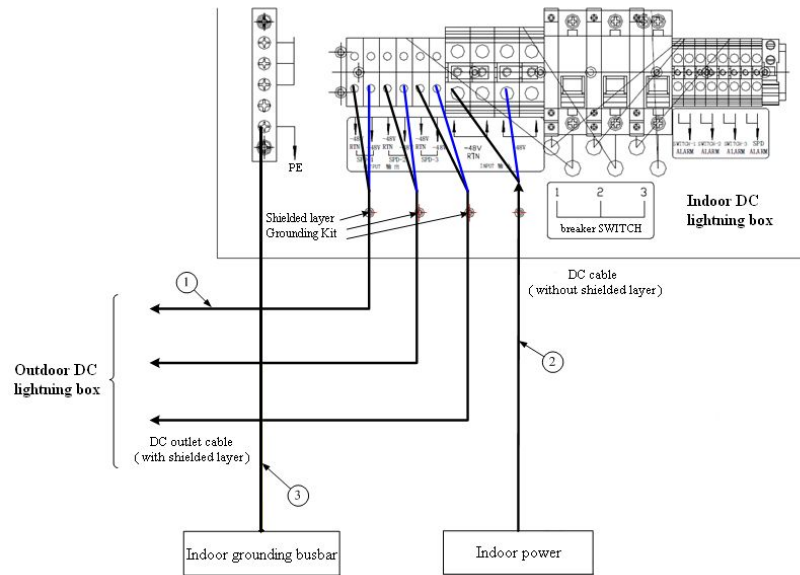 PE
-48V
RTN
-48V
-48V
RTN
-48V
-48V
RTN
-48V
SPD-1
SPD-2
SPD-3
-48V
RTN
-48V
INPUT
SWITCH-1
ALARM
SWITCH-2
ALARM
SWITCH-3
ALARM
SPD
ALARM
1 2 3
breaker SWITCH
Indoor DC
lightning box
Shielded layer
Grounding Kit
DC cable
( without shielded layer )
1
2
Outdoor DC
lightning box
DC outlet cable
( with shielded layer )
3
Indoor grounding busbar
Indoor power